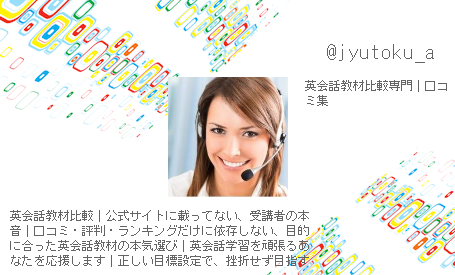 @jyutoku_a
英会話教材比較専門｜口コ
ミ集
英会話教材比較｜公式サイトに載ってない、受講者の本
音｜口コミ・評判・ランキングだけに依存しない、目的
に合った英会話教材の本気選び｜英会話学習を頑張るあ
なたを応援します｜正しい目標設定で、挫折せず目指す